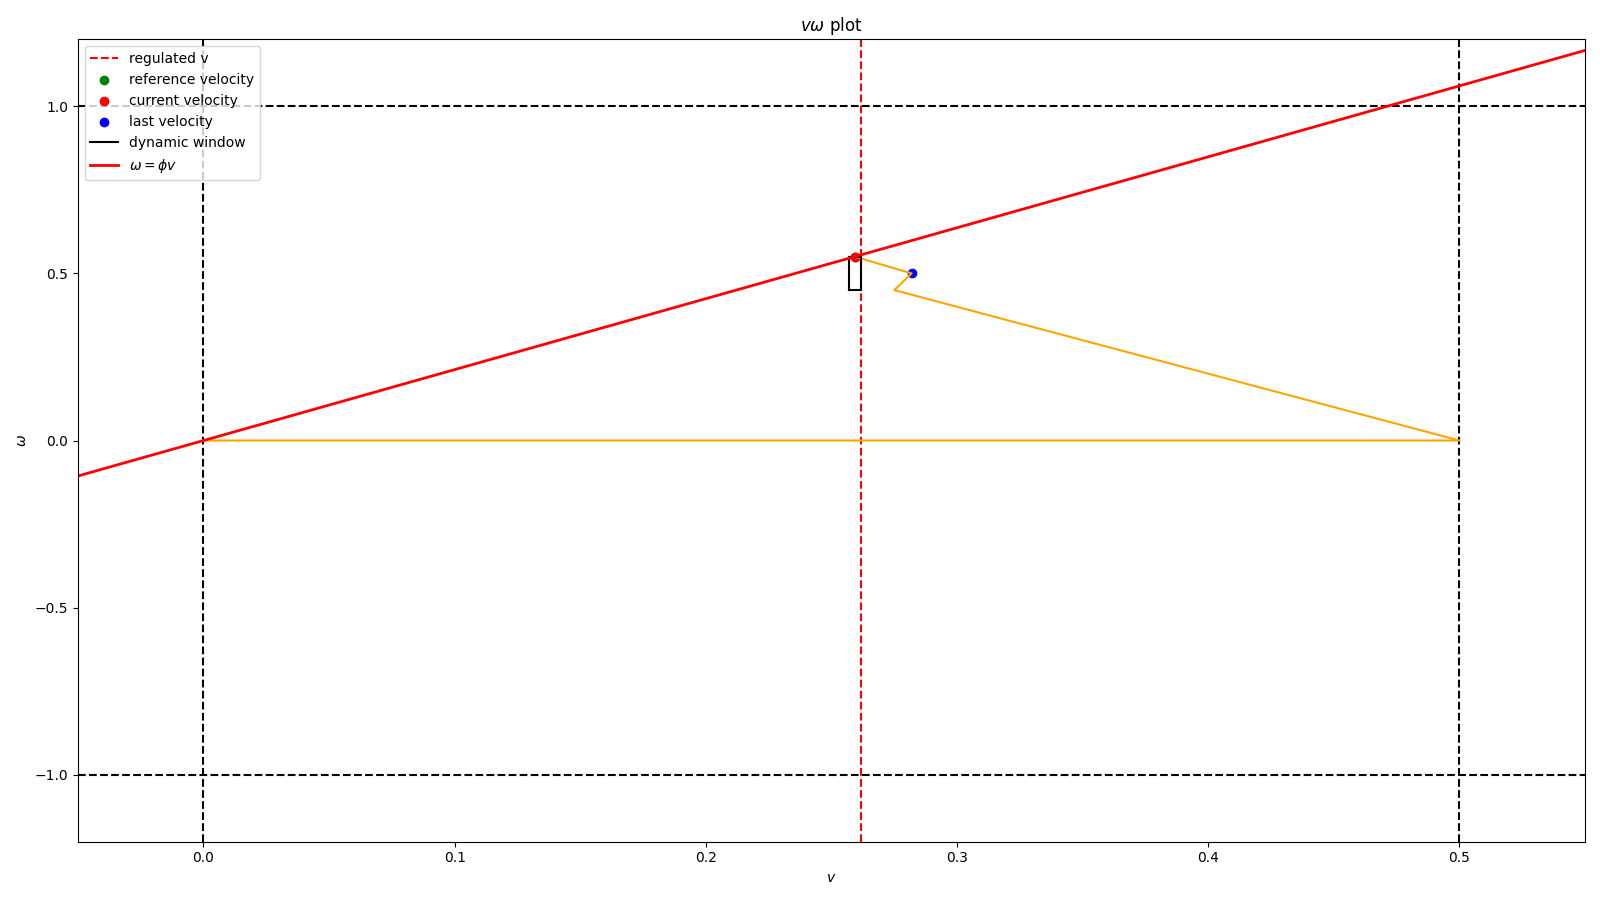 vω plot
regulated v
reference velocity
current velocity
last velocity
dynamic window
ω = ϕv
1.0
0.5
0.0
−0.5
−1.0
ω
0.0 0.1 0.2 0.3 0.4 0.5
v